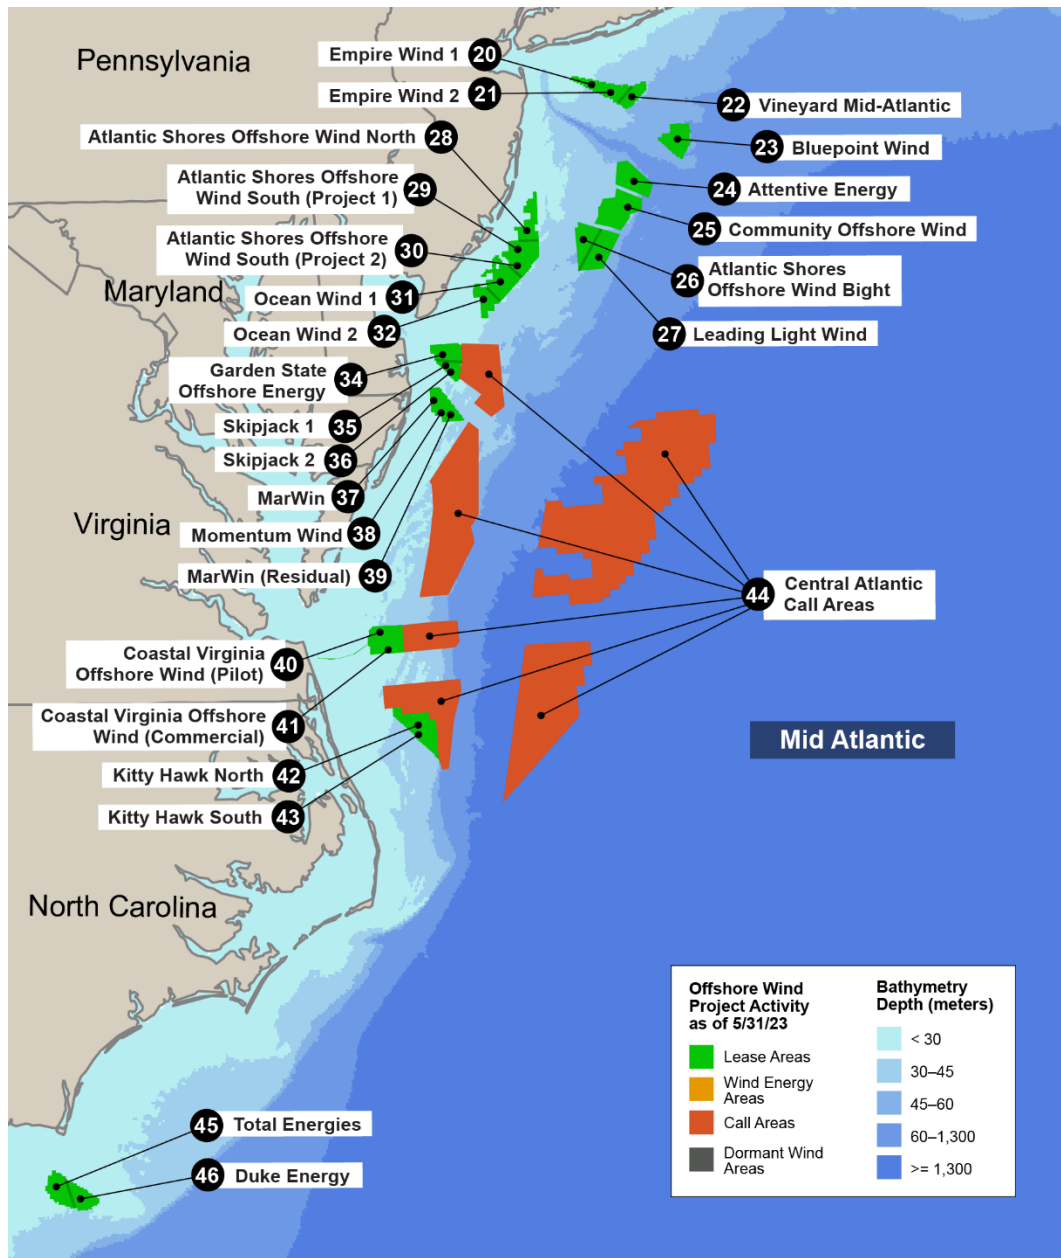 Pennsylvania
Empire Wind 1 20
Empire Wind 2 21
22 Vineyard Mid-Atlantic
Atlantic Shores Offshore Wind North 28
23 Bluepoint Wind
Atlantic Shores Offshore
Wind South (Project 1) 29
24 Attentive Energy
25 Community Offshore Wind
Atlantic Shores Offshore
Wind South (Project 2) 30
26 Atlantic Shores
Offshore Wind Bight
Maryland
Ocean Wind 1 31
Ocean Wind 2 32
27 Leading Light Wind
Garden State
Offshore Energy 34
Skipjack 1 35
Skipjack 2 36
MarWin 37
Virginia
Momentum Wind 38
MarWin (Residual) 39
44 Central Atlantic
Call Areas
Coastal Virginia
Offshore Wind (Pilot) 40
Coastal Virginia Offshore
Wind (Commercial) 41
Mid Atlantic
Kitty Hawk North 42
Kitty Hawk South 43
North Carolina
45 Total Energies
46 Duke Energy
Offshore Wind
Project Activity
as of 5/31/23
Lease Areas
Wind Energy
Areas
Call Areas
Dormant Wind
Areas
Bathymetry
Depth (meters)
< 30
30–45
45–60
60–1,300
>= 1,300